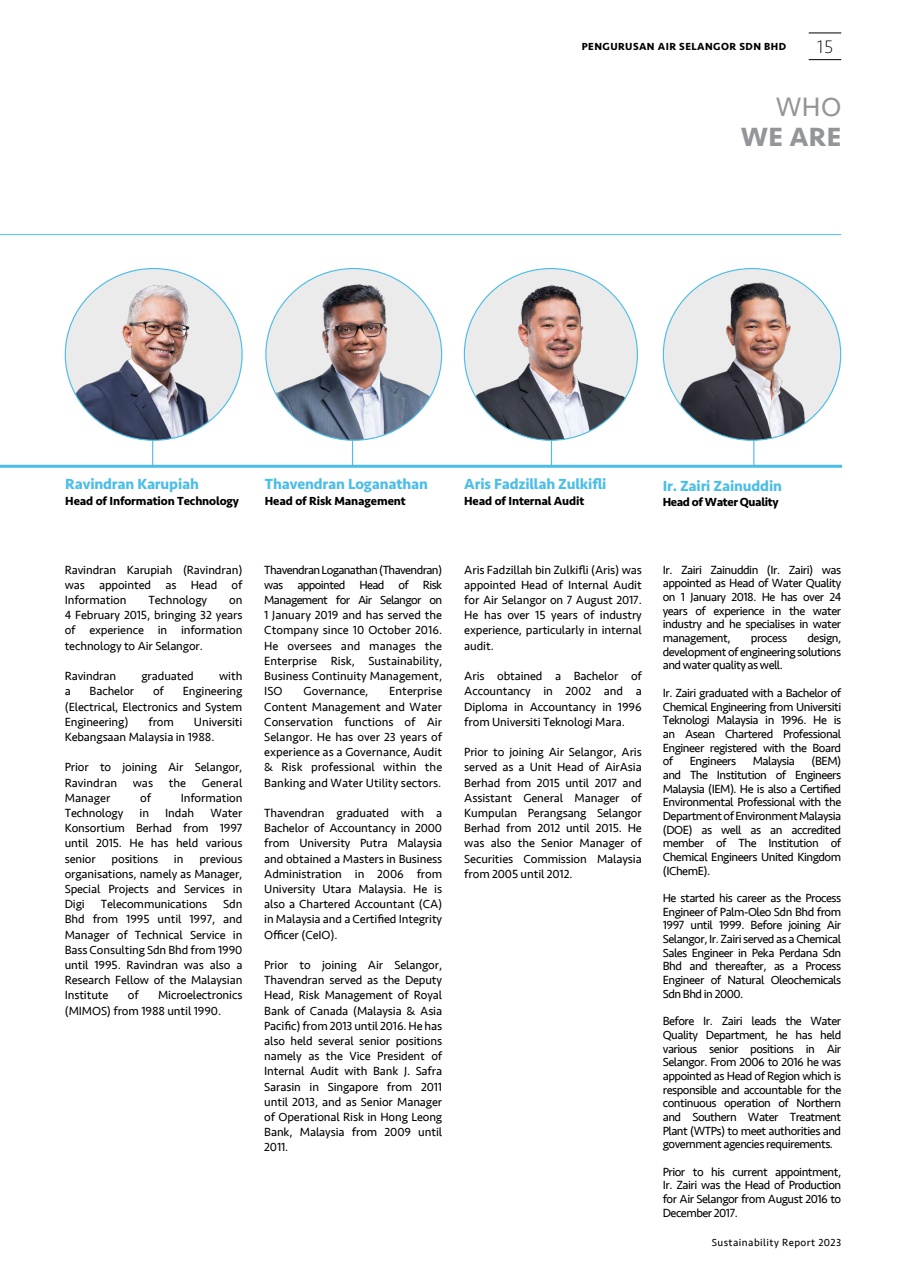 PENGURUSAN AIR SELANGOR SDN BHD 15
WHO
WE ARE
Ravindran Karupiah
Head of Information Technology
Ravindran Karupiah (Ravindran)
was appointed as Head of
Information Technology on
4 February 2015, bringing 32 years
of experience in information
technology to Air Selangor.
Ravindran graduated with
a Bachelor of Engineering
(Electrical, Electronics and System
Engineering) from Universiti
Kebangsaan Malaysia in 1988.
Prior to joining Air Selangor,
Ravindran was the General
Manager of Information
Technology in Indah Water
Konsortium Berhad from 1997
until 2015. He has held various
senior positions in previous
organisations, namely as Manager,
Special Projects and Services in
Digi Telecommunications Sdn
Bhd from 1995 until 1997, and
Manager of Technical Service in
Bass Consulting Sdn Bhd from 1990
until 1995. Ravindran was also a
Research Fellow of the Malaysian
Institute of Microelectronics
(MIMOS) from 1988 until 1990.
Thavendran Loganathan
Head of Risk Management
Thavendran Loganathan (Thavendran)
was appointed Head of Risk
Management for Air Selangor on
1 January 2019 and has served the
Ctompany since 10 October 2016.
He oversees and manages the
Enterprise Risk, Sustainability,
Business Continuity Management,
ISO Governance, Enterprise
Content Management and Water
Conservation functions of Air
Selangor. He has over 23 years of
experience as a Governance, Audit
& Risk professional within the
Banking and Water Utility sectors.
Thavendran graduated with a
Bachelor of Accountancy in 2000
from University Putra Malaysia
and obtained a Masters in Business
Administration in 2006 from
University Utara Malaysia. He is
also a Chartered Accountant (CA)
in Malaysia and a Certified Integrity
Officer (CeIO).
Prior to joining Air Selangor,
Thavendran served as the Deputy
Head, Risk Management of Royal
Bank of Canada (Malaysia & Asia
Pacific) from 2013 until 2016. He has
also held several senior positions
namely as the Vice President of
Internal Audit with Bank J. Safra
Sarasin in Singapore from 2011
until 2013, and as Senior Manager
of Operational Risk in Hong Leong
Bank, Malaysia from 2009 until
2011.
Aris Fadzillah Zulkifli
Head of Internal Audit
Aris Fadzillah bin Zulkifli (Aris) was
appointed Head of Internal Audit
for Air Selangor on 7 August 2017.
He has over 15 years of industry
experience, particularly in internal
audit.
Aris obtained a Bachelor of
Accountancy in 2002 and a
Diploma in Accountancy in 1996
from Universiti Teknologi Mara.
Prior to joining Air Selangor, Aris
served as a Unit Head of AirAsia
Berhad from 2015 until 2017 and
Assistant General Manager of
Kumpulan Perangsang Selangor
Berhad from 2012 until 2015. He
was also the Senior Manager of
Securities Commission Malaysia
from 2005 until 2012.
Ir. Zairi Zainuddin
Head of Water Quality
Ir. Zairi Zainuddin (Ir. Zairi) was
appointed as Head of Water Quality
on 1 January 2018. He has over 24
years of experience in the water
industry and he specialises in water
management, process design,
development of engineering solutions
and water quality as well.
Ir. Zairi graduated with a Bachelor of
Chemical Engineering from Universiti
Teknologi Malaysia in 1996. He is
an Asean Chartered Professional
Engineer registered with the Board
of Engineers Malaysia (BEM)
and The Institution of Engineers
Malaysia (IEM). He is also a Certified
Environmental Professional with the
Department of Environment Malaysia
(DOE) as well as an accredited
member of The Institution of
Chemical Engineers United Kingdom
(IChemE).
He started his career as the Process
Engineer of Palm-Oleo Sdn Bhd from
1997 until 1999. Before joining Air
Selangor, Ir. Zairi served as a Chemical
Sales Engineer in Peka Perdana Sdn
Bhd and thereafter, as a Process
Engineer of Natural Oleochemicals
Sdn Bhd in 2000.
Before Ir. Zairi leads the Water
Quality Department, he has held
various senior positions in Air
Selangor. From 2006 to 2016 he was
appointed as Head of Region which is
responsible and accountable for the
continuous operation of Northern
and Southern Water Treatment
Plant (WTPs) to meet authorities and
government agencies requirements.
Prior to his current appointment,
Ir. Zairi was the Head of Production
for Air Selangor from August 2016 to
December 2017.
Sustainability Report 2023